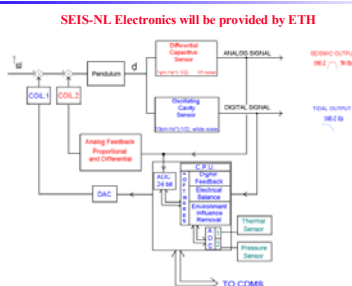 SEIS-NL Electronics will be provided by ETH
Differential
Capacitive
Sensor
ANALOG SIGNAL
SEISMIC OUTPUT
Pendulum
d
COIL 1
COIL 2
Oscillating
Cavity
Sensor
DIGITAL SIGNAL
TIDAL OUTPUT
Analog Feedback
Proportional
and Differential
DAC
ADC
24 bit
C.P.U.
SOFTWARES
Digital
Feedback
Electrical
Balance
Environment
Influence
Removal
ADC
Thermal
Sensor
Pressure
Sensor
TO CDMS